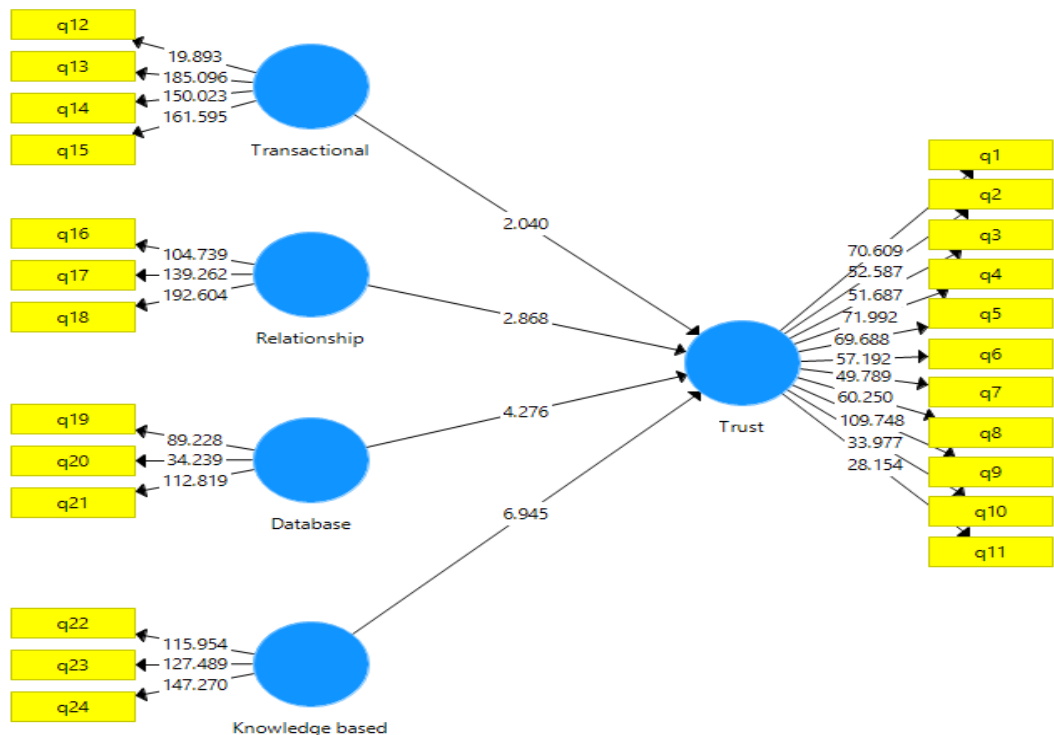 q12
q13
q14
q15
19.893
185.096
150.023
161.595
Transactional
q16
q17
q18
104.739
139.262
192.604
Relationship
q19
q20
q21
89.228
34.239
112.819
Database
q22
q23
q24
115.954
127.489
147.270
Knowledge based
2.040
2.868
4.276
6.945
Trust
70.609
52.587
51.687
71.992
69.688
57.192
49.789
60.250
109.748
33.977
28.154
q1
q2
q3
q4
q5
q6
q7
q8
q9
q10
q11